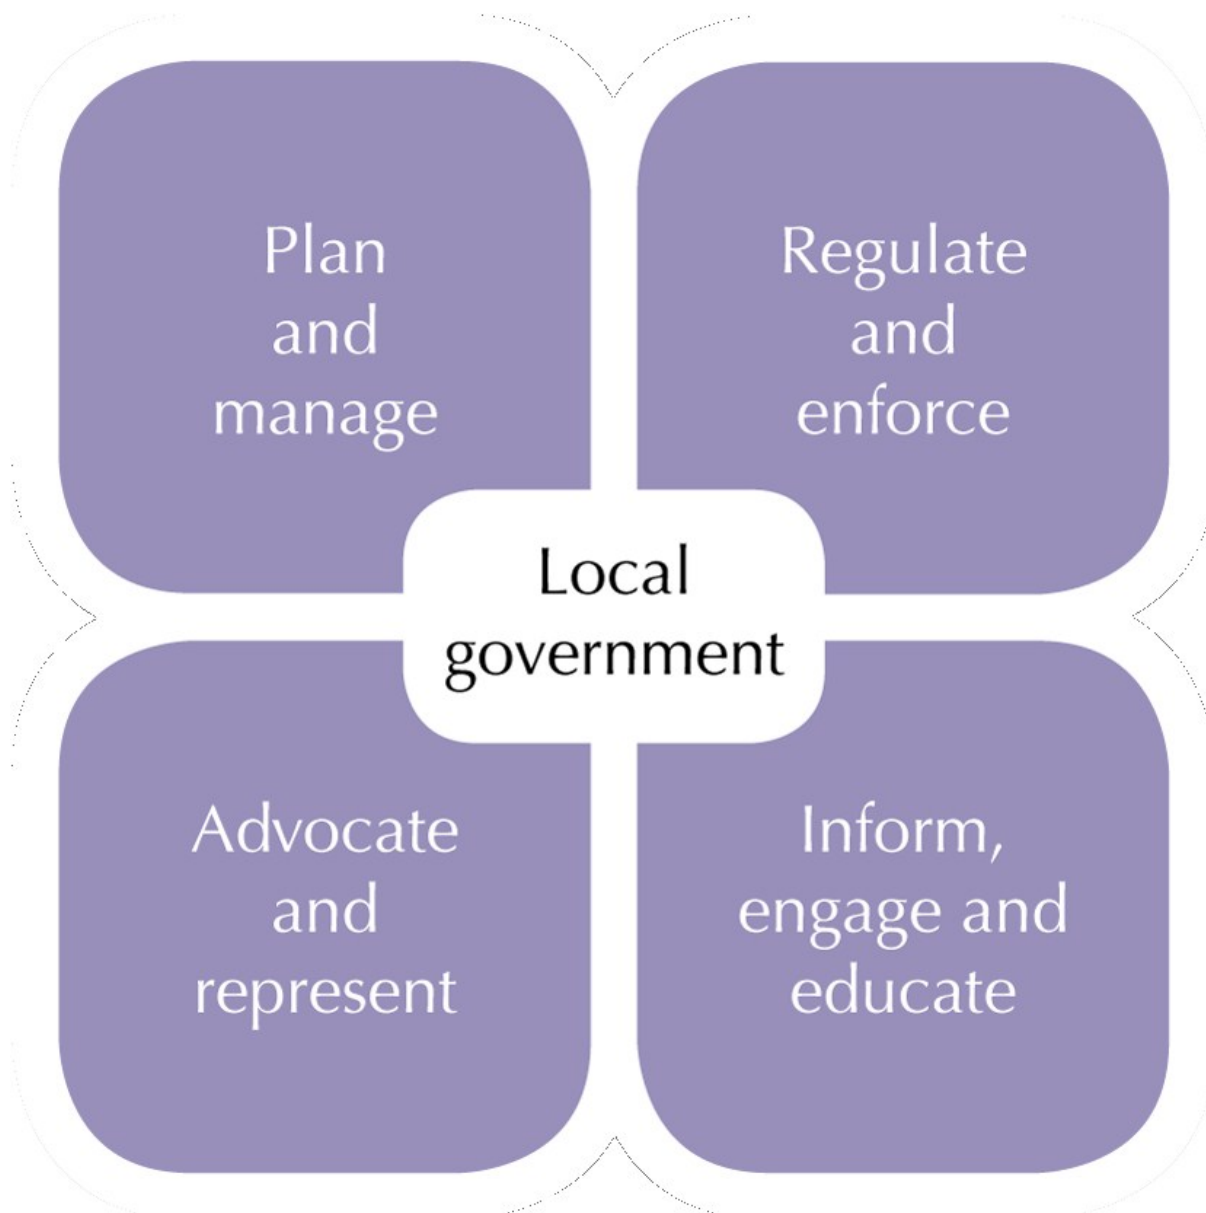 Plan
and
manage
Regulate
and
enforce
Local
government
Advocate
and
represent
Inform,
engage and
educate